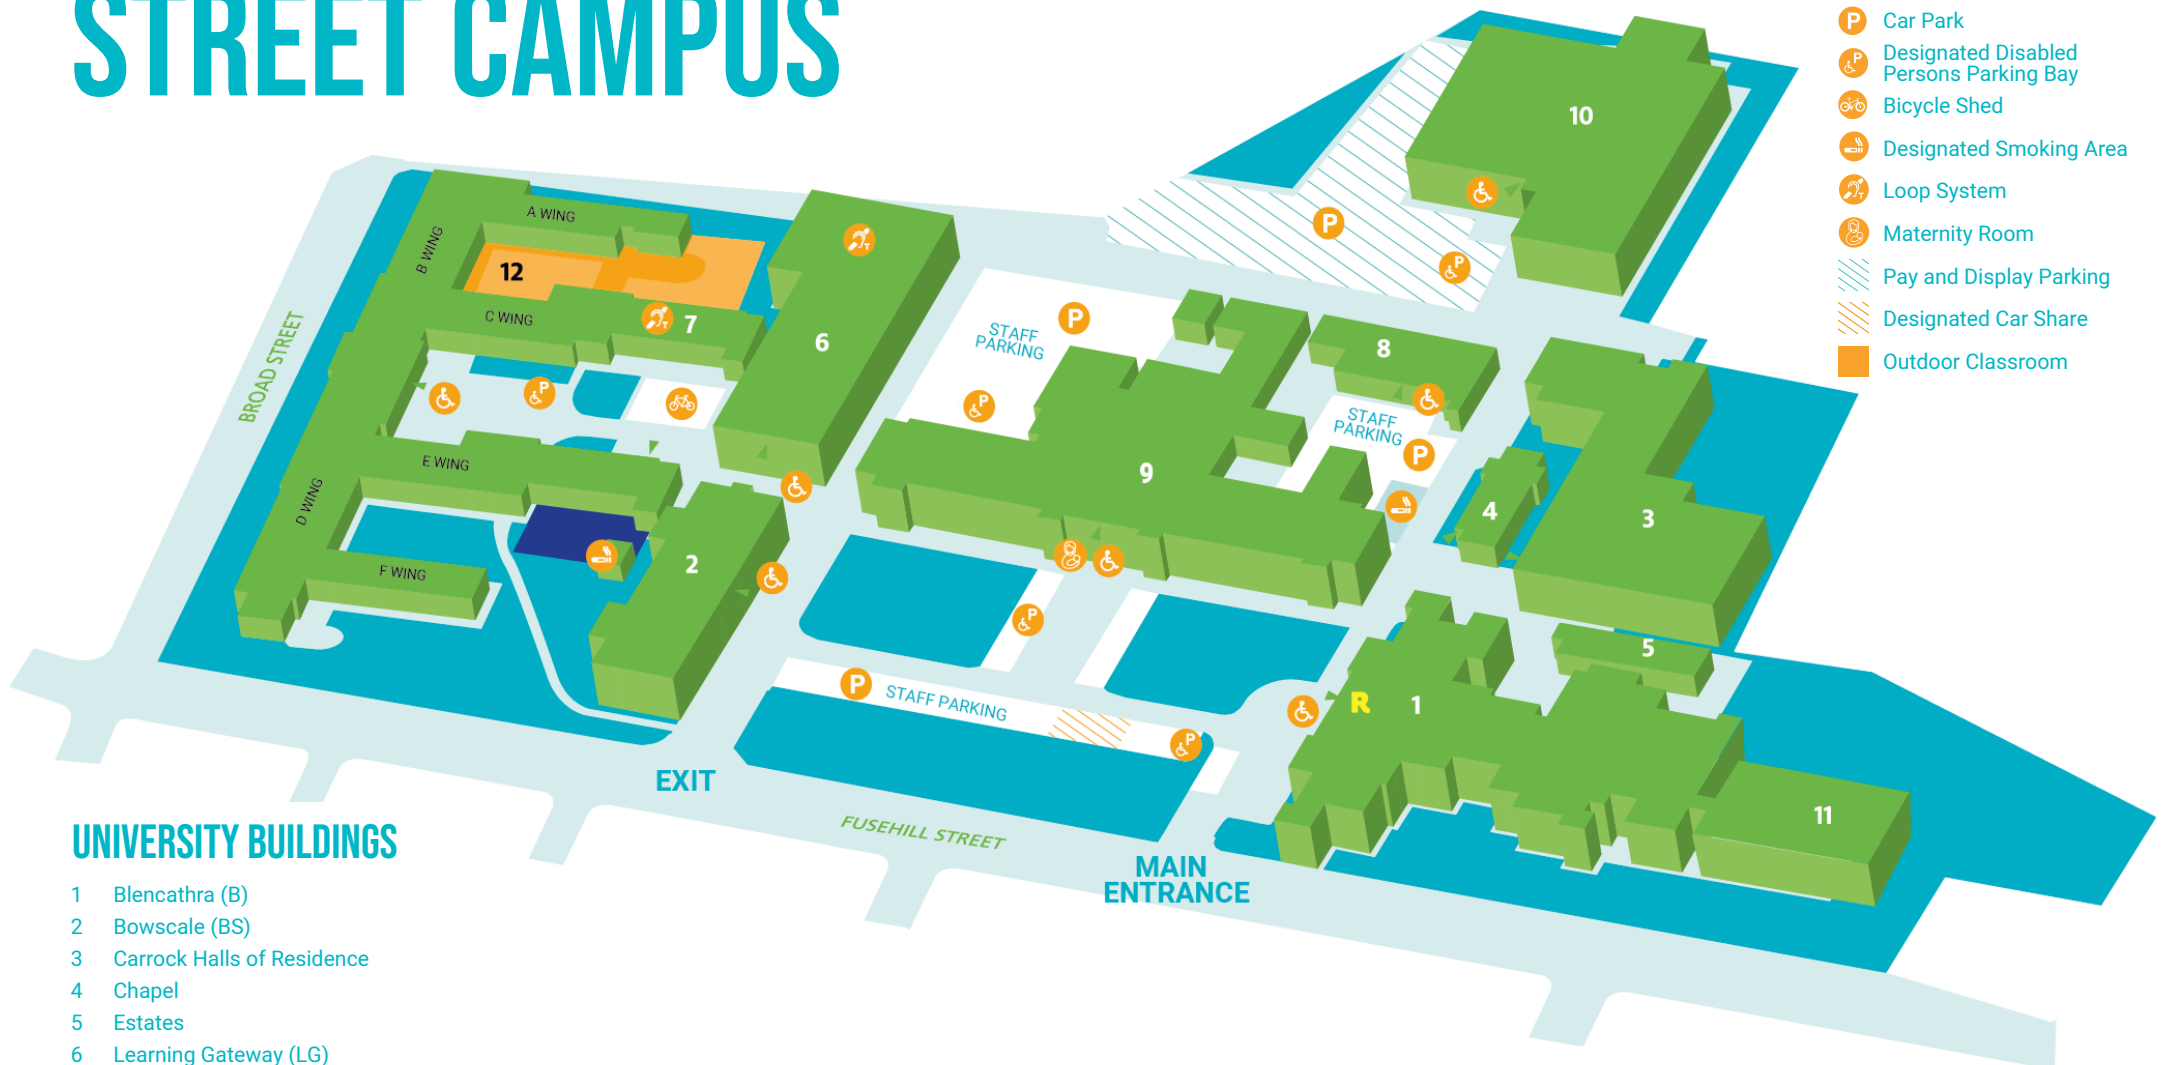 STREET CAMPUS
P Car Park
P Designated Disabled
Persons Parking Bay
Bicycle Shed
Designated Smoking Area
T Loop System
Maternity Room
Pay and Display Parking
Designated Car Share
Outdoor Classroom
10
P
P
A WING
B WING
12
T
C WING
T
7
6
BROAD STREET
P
STAFF
PARKING
P
P
8
STAFF
PARKING
P
E WING
D WING
F WING
9
4
3
2
5
P
P
STAFF PARKING
P
R
1
11
EXIT
FUSEHILL STREET
MAIN
ENTRANCE
UNIVERSITY BUILDINGS
1 Blencathra (B)
2 Bowscale (BS)
3 Carrock Halls of Residence
4 Chapel
5 Estates
6 Learning Gateway (LG)